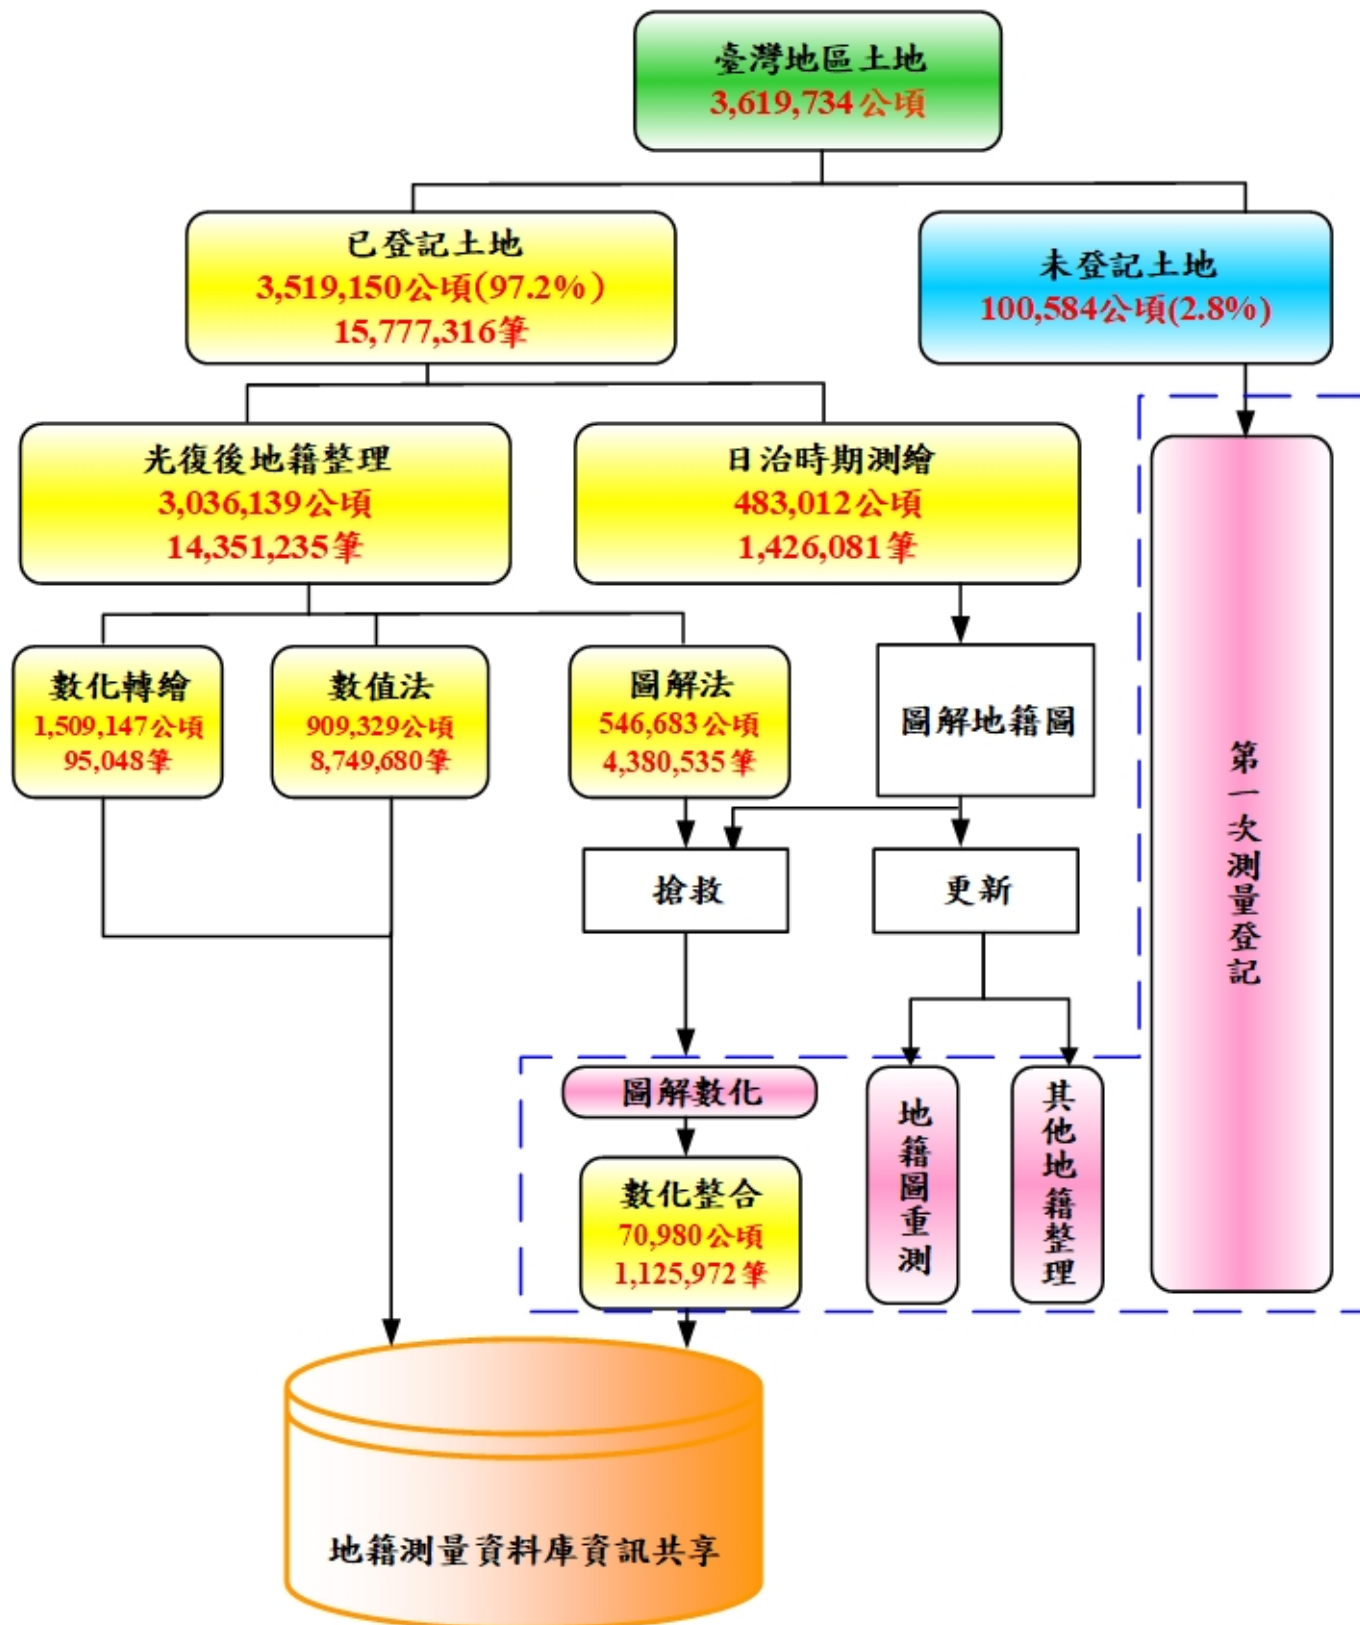 臺灣地區土地
3,619,734公頃
已登記土地
3,519,150公頃(97.2%)
15,777,316筆
未登記土地
100,584公頃(2.8%)
光復後地籍整理
3,036,139公頃
14,351,235筆
日治時期測繪
483,012公頃
1,426,081筆
數化轉繪
1,509,147公頃
95,048筆
數值法
909,329公頃
8,749,680筆
圖解法
546,683公頃
4,380,535筆
圖解地籍圖
第一次測量登記
搶救
更新
圖解數化
數化整合
70,980公頃
1,125,972筆
地籍圖重測
其他地籍整理
地籍測量資料庫資訊共享